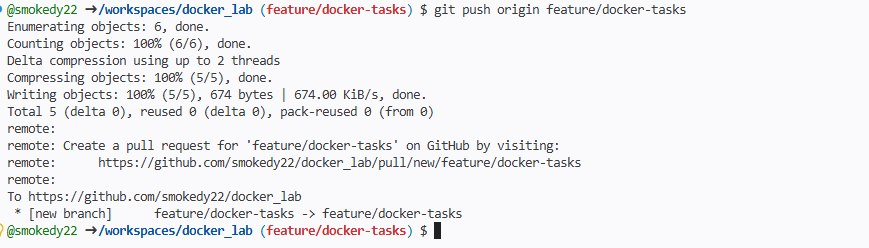 @smokedy22 ➜/workspaces/docker_lab (feature/docker-tasks) $ git push origin feature/docker-tasks
Enumerating objects: 6, done.
Counting objects: 100% (6/6), done.
Delta compression using up to 2 threads
Compressing objects: 100% (5/5), done.
Writing objects: 100% (5/5), 674 bytes | 674.00 KiB/s, done.
Total 5 (delta 0), reused 0 (delta 0), pack-reused 0 (from 0)
remote:
remote: Create a pull request for 'feature/docker-tasks' on GitHub by visiting:
remote:      https://github.com/smokedy22/docker_lab/pull/new/feature/docker-tasks
remote:
To https://github.com/smokedy22/docker_lab
 * [new branch]      feature/docker-tasks -> feature/docker-tasks
@smokedy22 ➜/workspaces/docker_lab (feature/docker-tasks) $